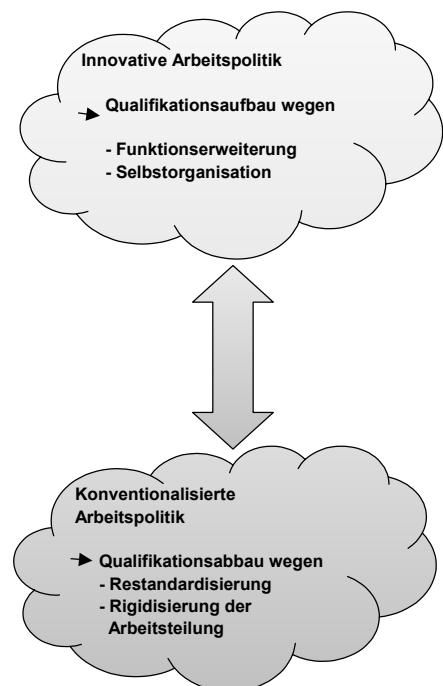 Innovative Arbeitspolitik
Qualifikationsaufbau wegen
- Funktionserweiterung
- Selbstorganisation
Konventionalisierte
Arbeitspolitik
Qualifikationsabbau wegen
- Restandardisierung
- Rigidisierung der
Arbeitsteilung